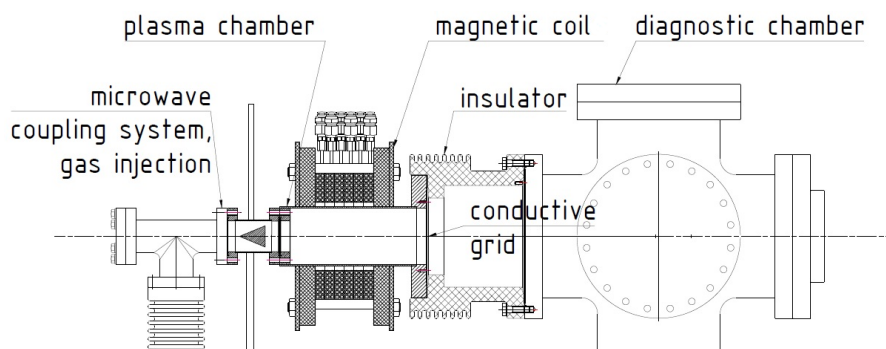 plasma chamber
magnetic coil
diagnostic chamber
microwave
coupling system,
gas injection
insulator
conductive
grid